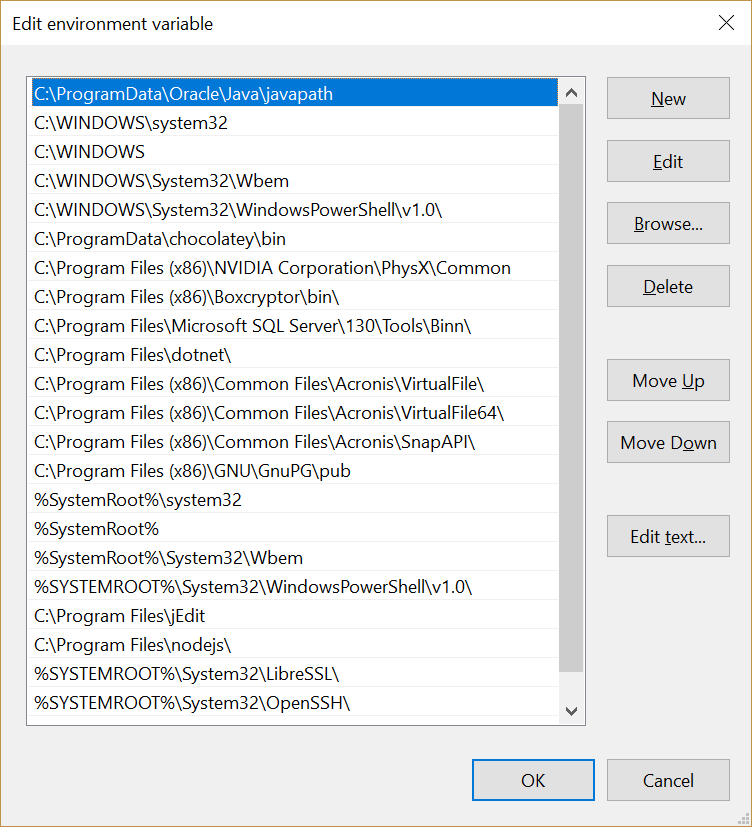 Edit environment variable
C:\ProgramData\Oracle\Java\javapath
C:\WINDOWS\system32
C:\WINDOWS
C:\WINDOWS\System32\Wbem
C:\WINDOWS\System32\WindowsPowerShell\v1.0\
C:\ProgramData\chocolatey\bin
C:\Program Files (x86)\NVIDIA Corporation\PhysX\Common
C:\Program Files (x86)\Boxcryptor\bin\
C:\Program Files\Microsoft SQL Server\130\Tools\Binn\
C:\Program Files\dotnet\
C:\Program Files (x86)\Common Files\Acronis\VirtualFile\
C:\Program Files (x86)\Common Files\Acronis\VirtualFile64\
C:\Program Files (x86)\Common Files\Acronis\SnapAPI\
C:\Program Files (x86)\GNU\GnuPG\pub
%SystemRoot%\system32
%SystemRoot%
%SystemRoot%\System32\Wbem
%SYSTEMROOT%\System32\WindowsPowerShell\v1.0\
C:\Program Files\jEdit
C:\Program Files\nodejs\
%SYSTEMROOT%\System32\LibreSSL\
%SYSTEMROOT%\System32\OpenSSH\
New
Edit
Browse...
Delete
Move Up
Move Down
Edit text...
OK
Cancel